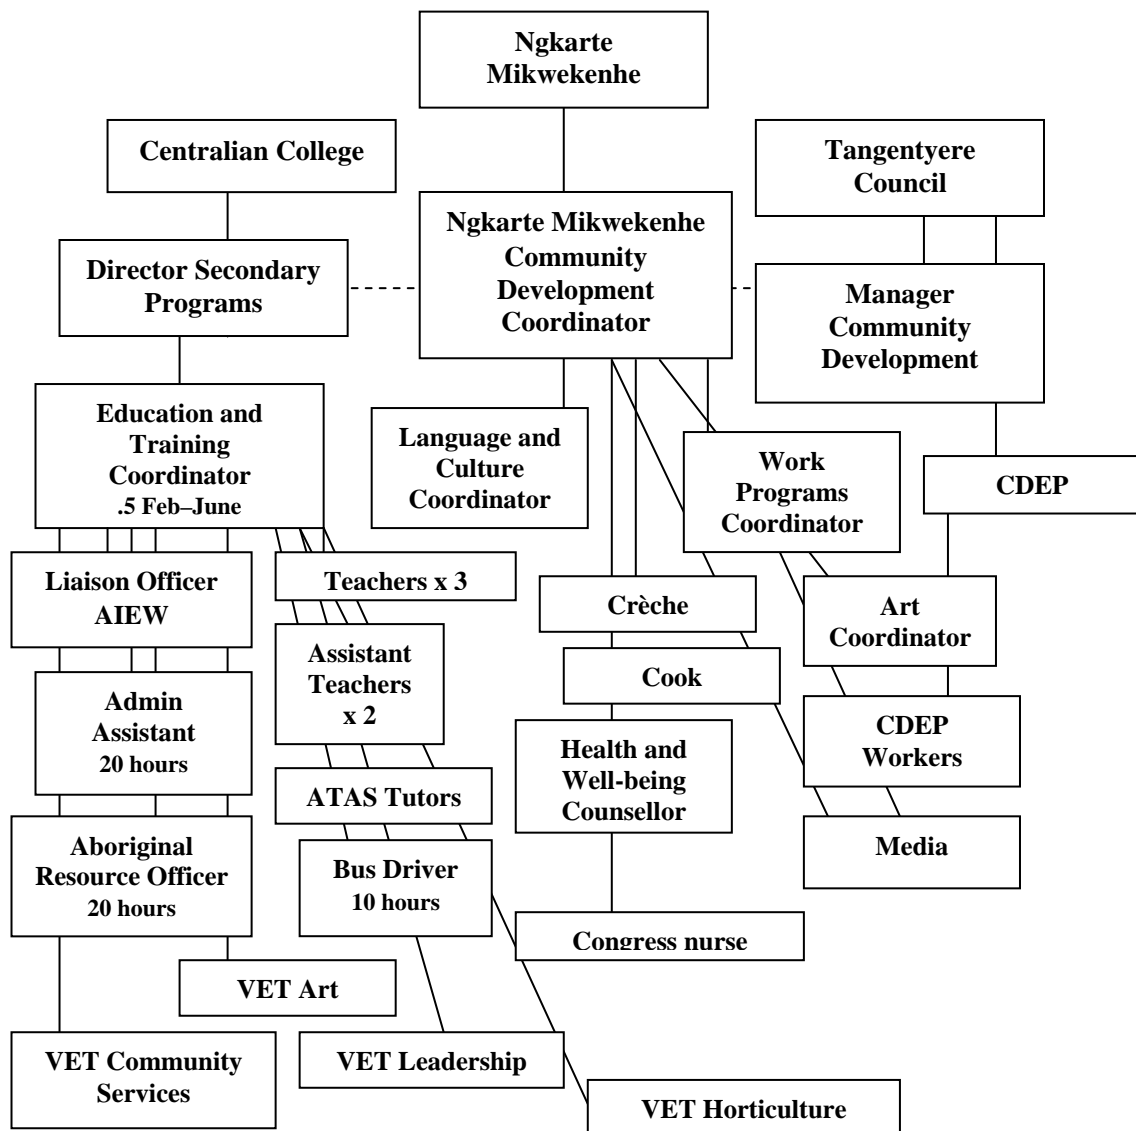 Ngkarte
Mikwekenhe
Centralian College
Tangentyere
Council
Ngkarte Mikwekenhe
Community
Development
Coordinator
Director Secondary
Programs
Manager
Community
Development
Education and
Training
Coordinator
.5 Feb–June
Language and
Culture
Coordinator
Work
Programs
Coordinator
CDEP
Liaison Officer
AIEW
Teachers x 3
Crèche
Art
Coordinator
Assistant
Teachers
x 2
Cook
Admin
Assistant
20 hours
CDEP
Workers
Health and
Well-being
Counsellor
ATAS Tutors
Media
Aboriginal
Resource Officer
20 hours
Bus Driver
10 hours
Congress nurse
VET Art
VET Community
Services
VET Leadership
VET Horticulture